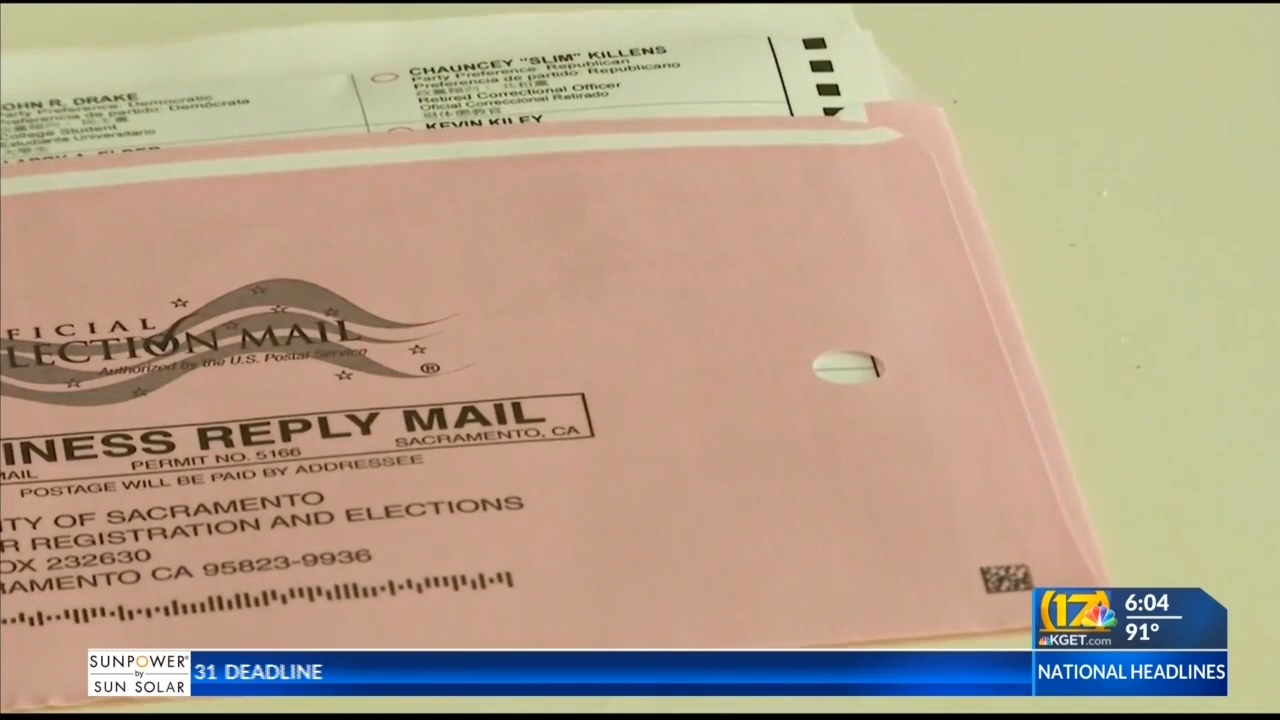 CHAUNCEY "SLIM" KILLENS
Party Preference: Republican
Preferencia de partido: Republicano
Retired Correctional Officer
Oficial Correccional Retirado
KEVIN KILEY
OHN R. DRAKE
arty Preference: Democratic
referencia de partido: Demócrata
College Student
Estudiante Universitario
FICIAL
LECTION MAIL
Authorized by the U.S. Postal Service
®
INESS REPLY MAIL
MAIL PERMIT NO. 5166 SACRAMENTO, CA
POSTAGE WILL BE PAID BY ADDRESSEE
TY OF SACRAMENTO
R REGISTRATION AND ELECTIONS
OX 232630
RAMENTO CA 95823-9936
17
KGET.com
6:04
91°
SUNPOWER®
by
SUN SOLAR
31 DEADLINE
NATIONAL HEADLINES